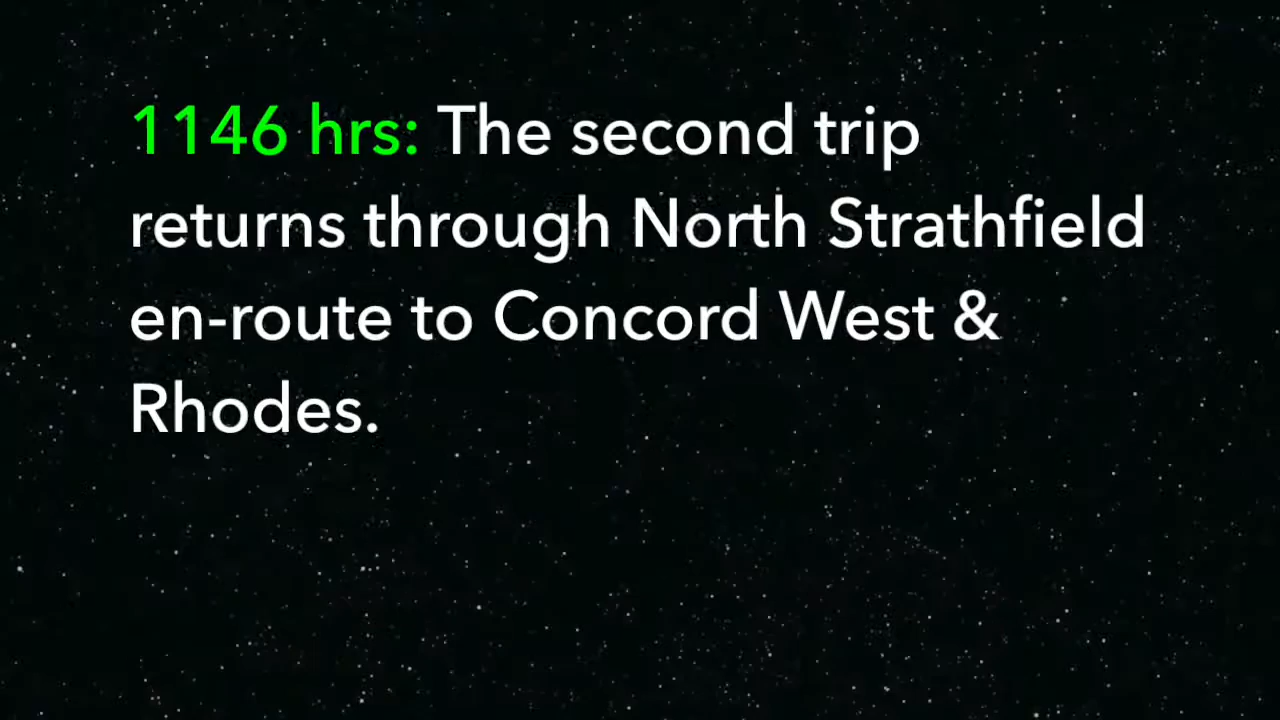 1146 hrs: The second trip
returns through North Strathfield
en-route to Concord West &
Rhodes.